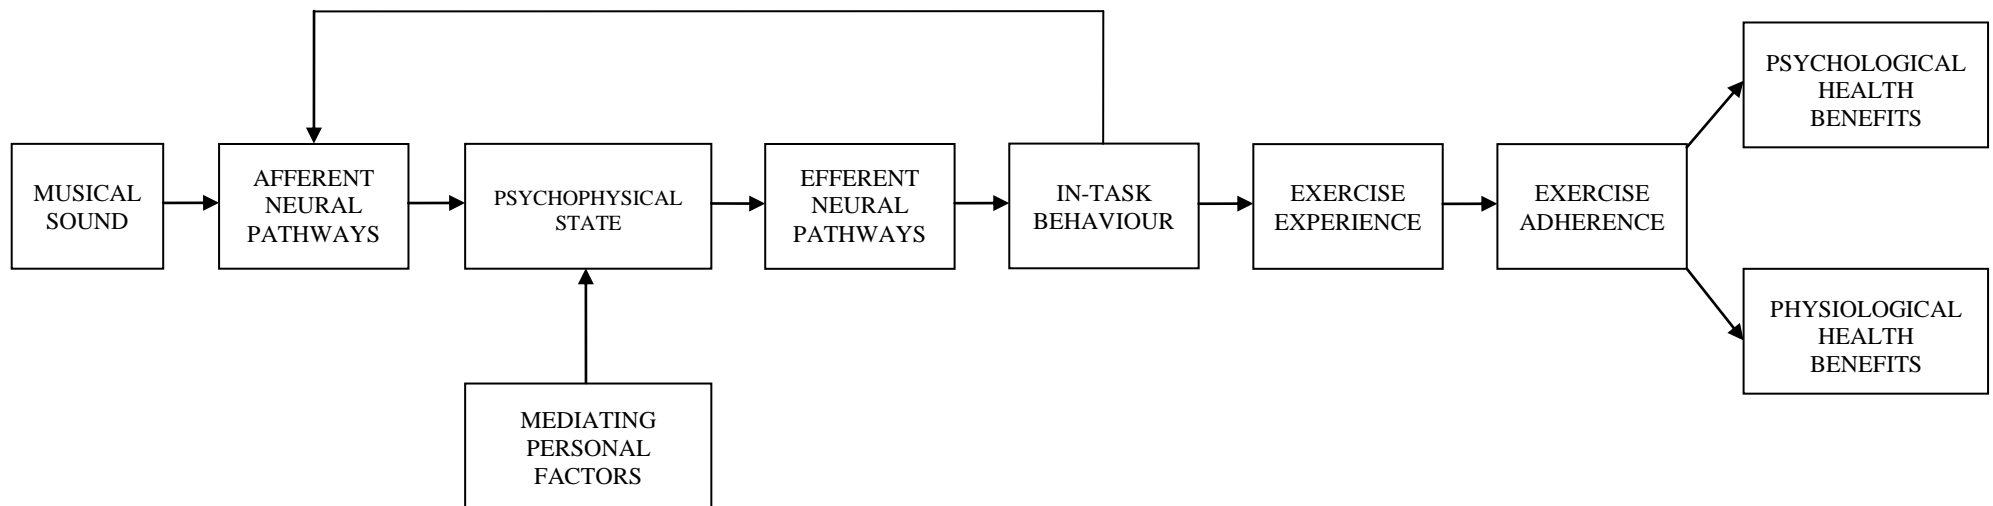 MUSICAL
SOUND
AFFERENT
NEURAL
PATHWAYS
PSYCHOPHYSICAL
STATE
EFFERENT
NEURAL
PATHWAYS
IN-TASK
BEHAVIOUR
EXERCISE
EXPERIENCE
EXERCISE
ADHERENCE
PSYCHOLOGICAL
HEALTH
BENEFITS
PHYSIOLOGICAL
HEALTH
BENEFITS
MEDIATING
PERSONAL
FACTORS